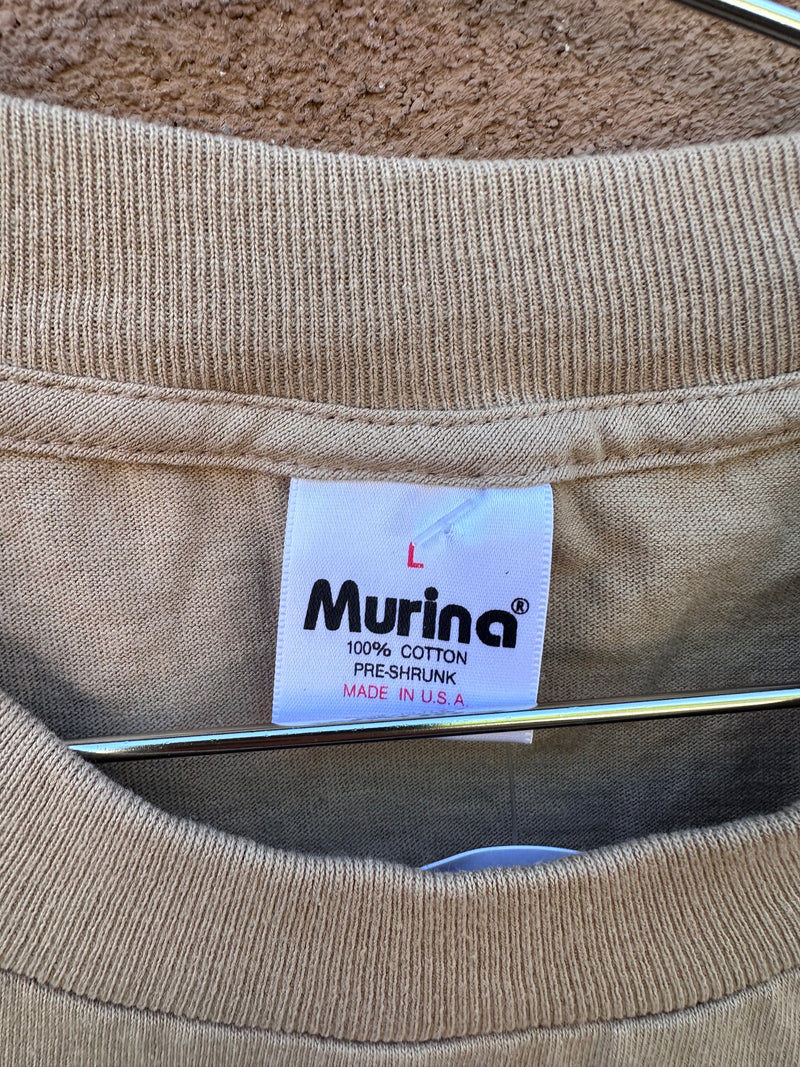 L
Murina®
100% COTTON
PRE-SHRUNK
MADE IN U.S.A.